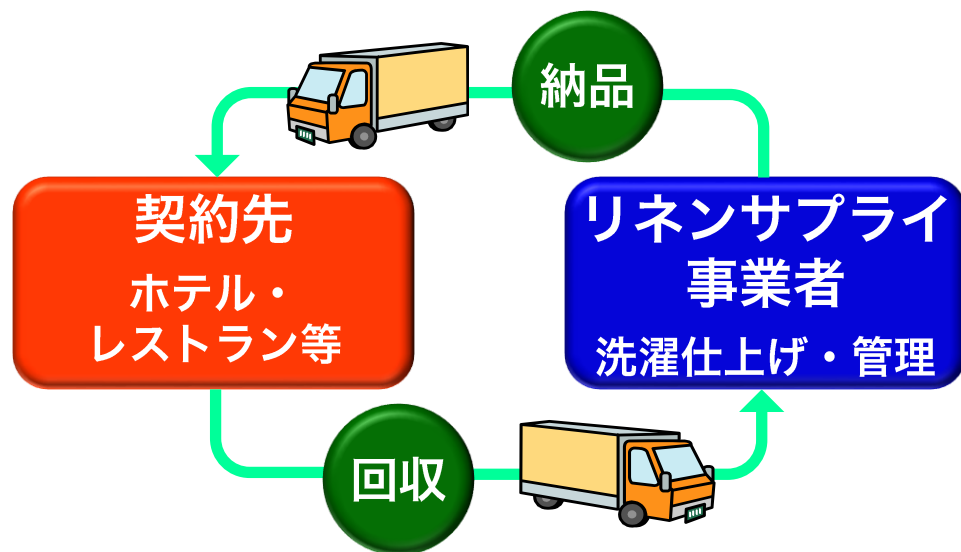 納品
契約先
ホテル・
レストラン等
リネンサプライ
事業者
洗濯仕上げ・管理
回収